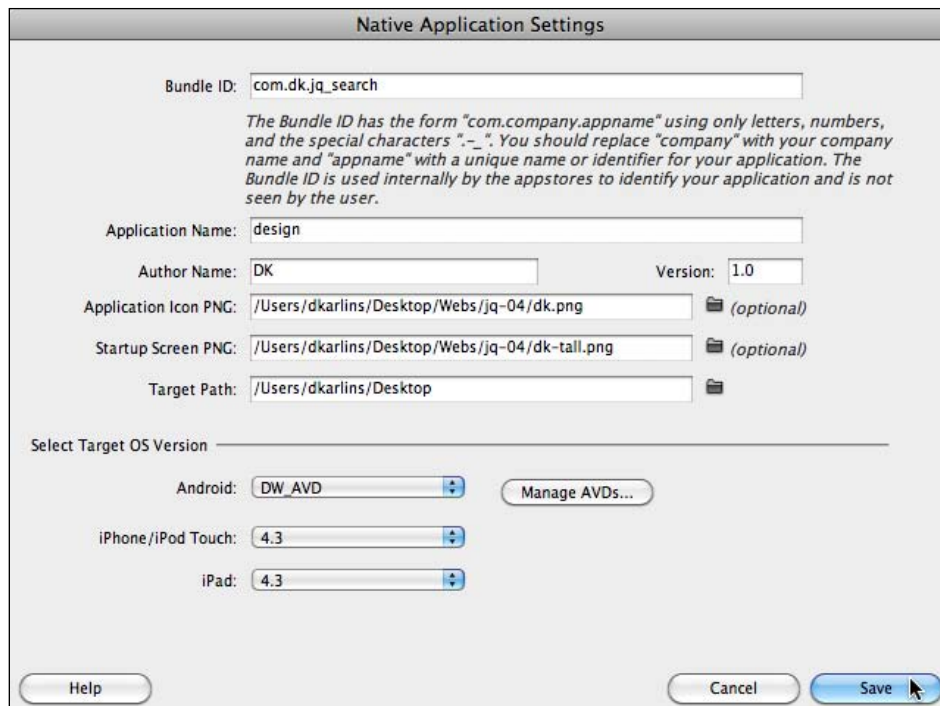 Native Application Settings
Bundle ID: com.dk.jq_search
The Bundle ID has the form "com.company.appname" using only letters, numbers,
and the special characters ".-_". You should replace "company" with your company
name and "appname" with a unique name or identifier for your application. The
Bundle ID is used internally by the appstores to identify your application and is not
seen by the user.
Application Name: design
Author Name: DK Version: 1.0
Application Icon PNG: /Users/dkarlins/Desktop/Webs/jq-04/dk.png (optional)
Startup Screen PNG: /Users/dkarlins/Desktop/Webs/jq-04/dk-tall.png (optional)
Target Path: /Users/dkarlins/Desktop
Select Target OS Version
Android: DW_AVD Manage AVDs...
iPhone/iPod Touch: 4.3
iPad: 4.3
Help Cancel Save